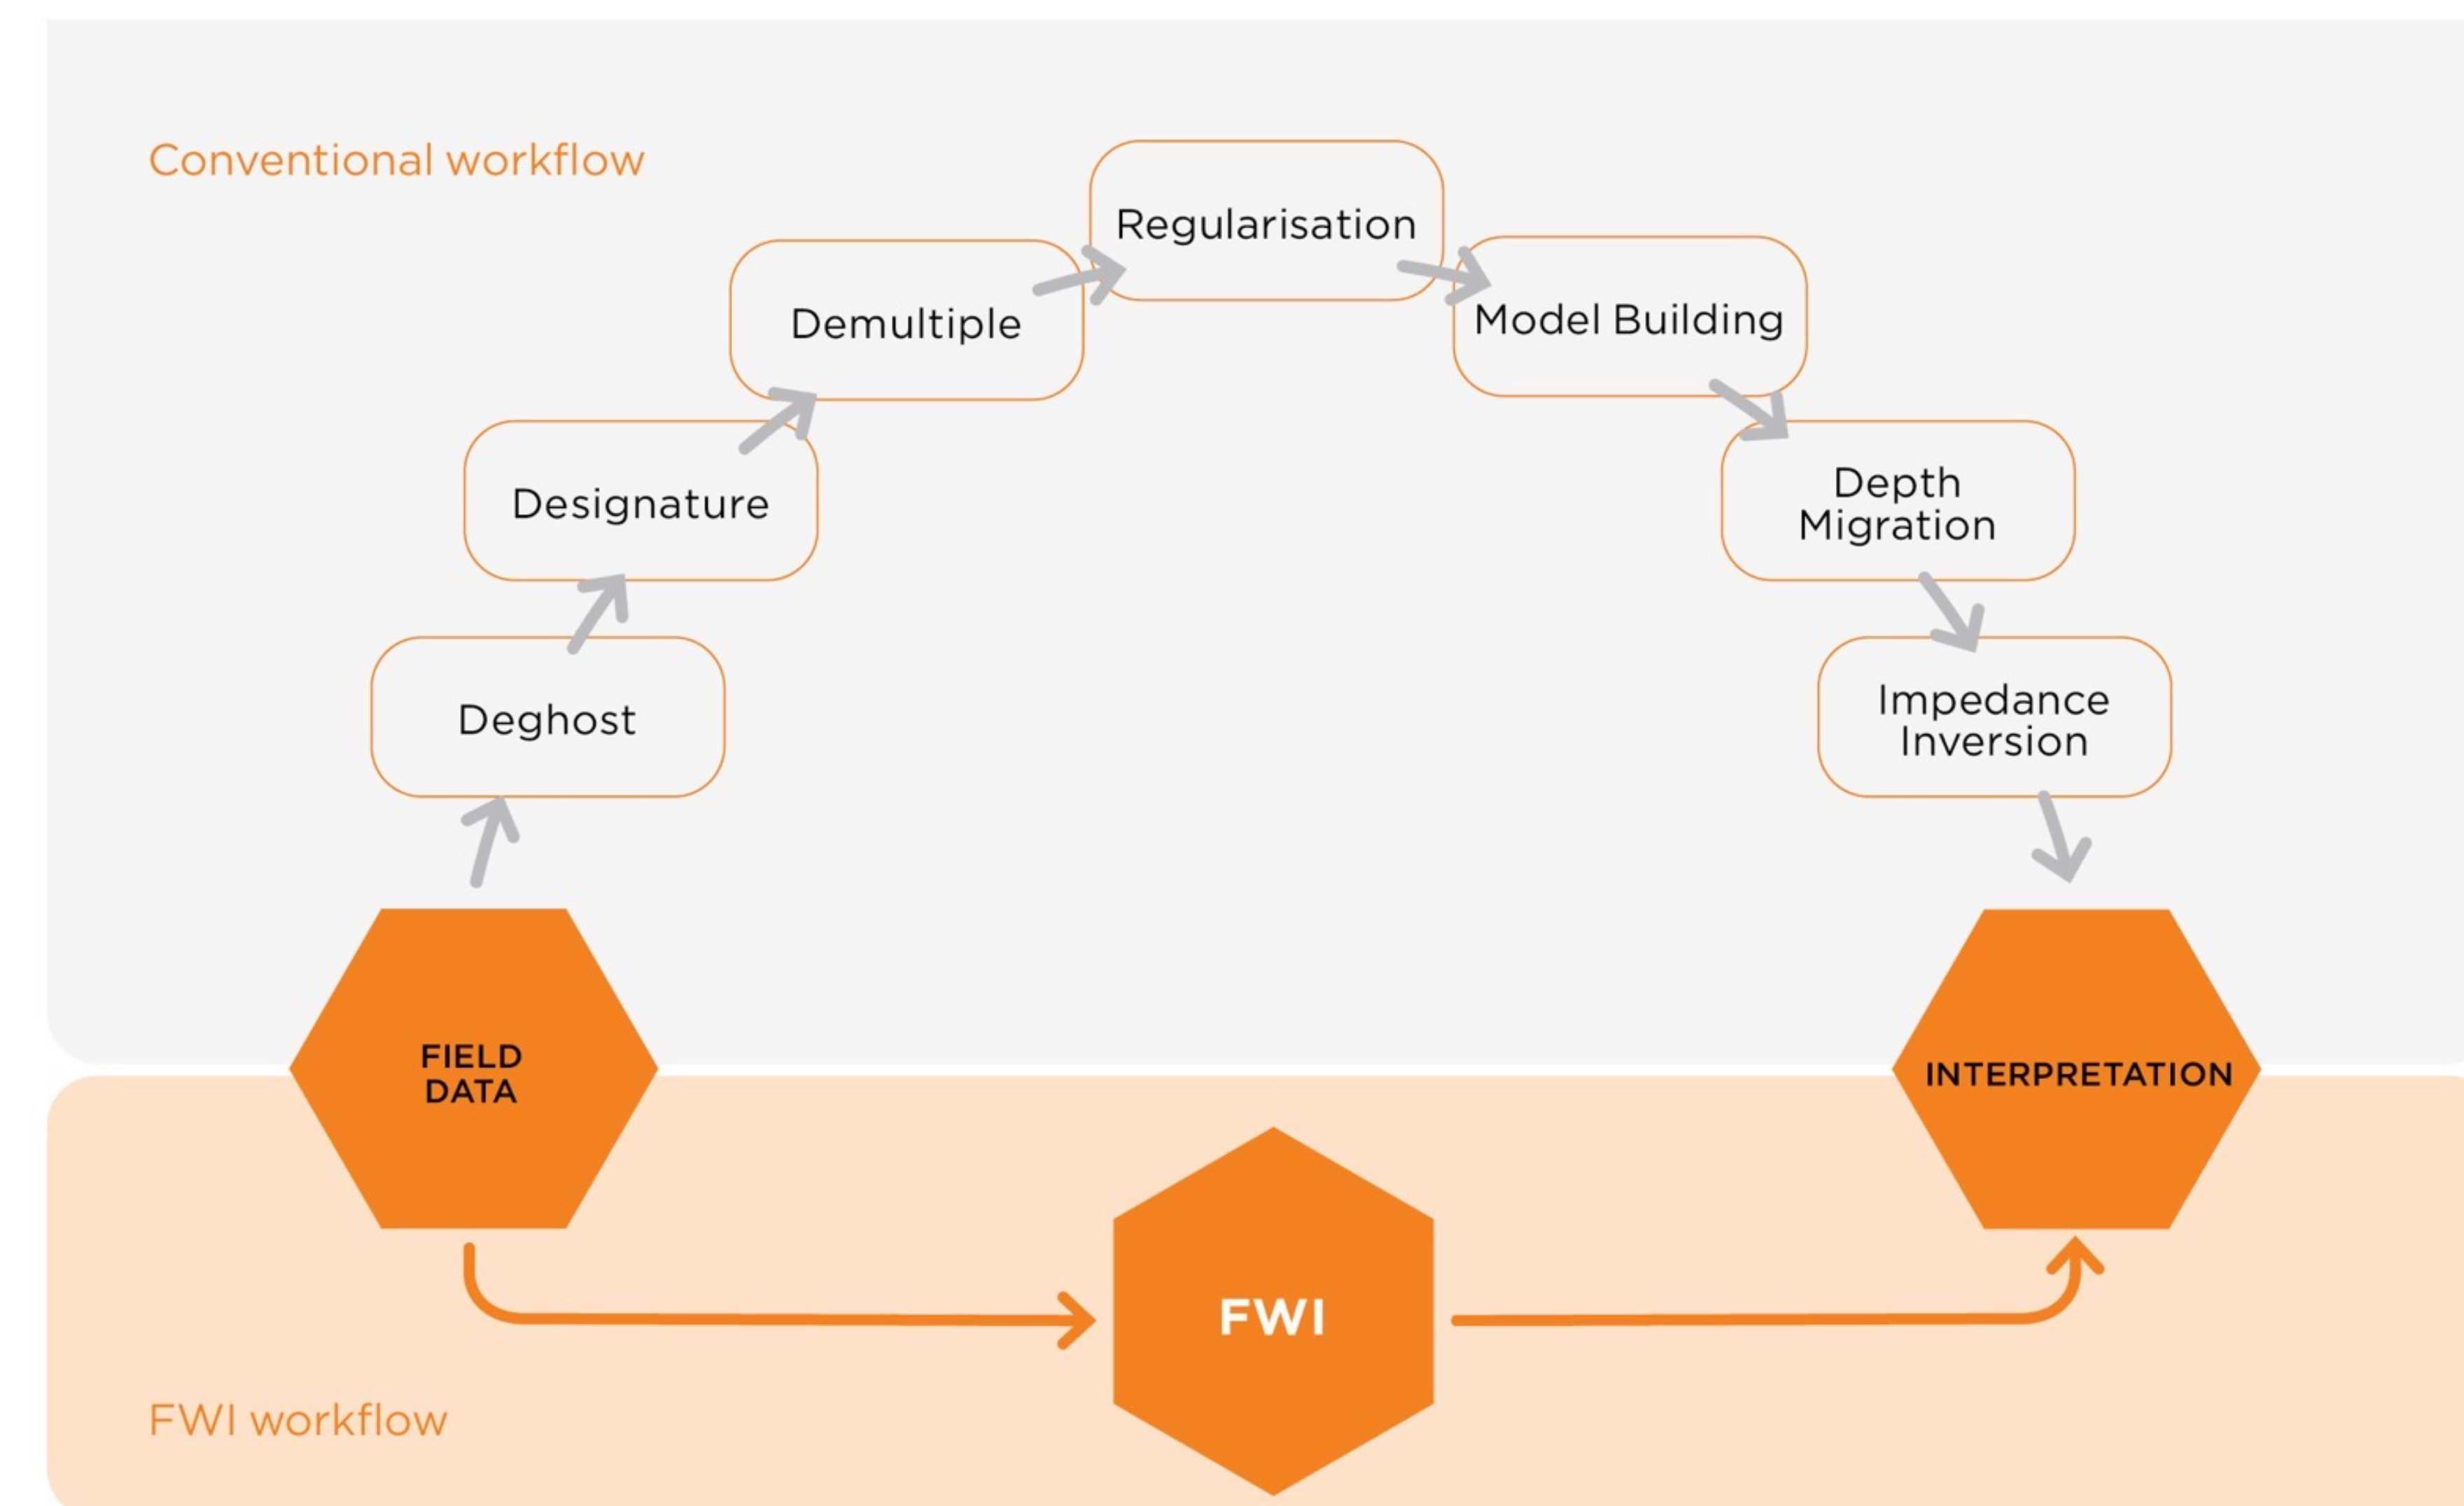 Conventional workflow
Regularisation
Demultiple
Model Building
Designature
Depth
Migration
Deghost
Impedance
Inversion
FIELD
DATA
INTERPRETATION
FWI
FWI workflow